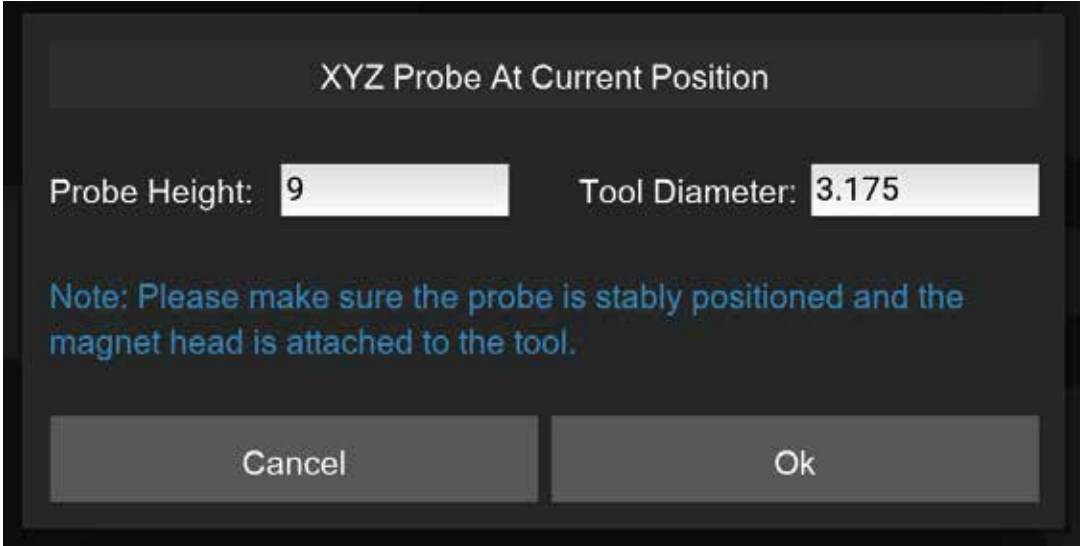 XYZ Probe At Current Position
Probe Height: 9 Tool Diameter: 3.175
Note: Please make sure the probe is stably positioned and the
magnet head is attached to the tool.
Cancel Ok